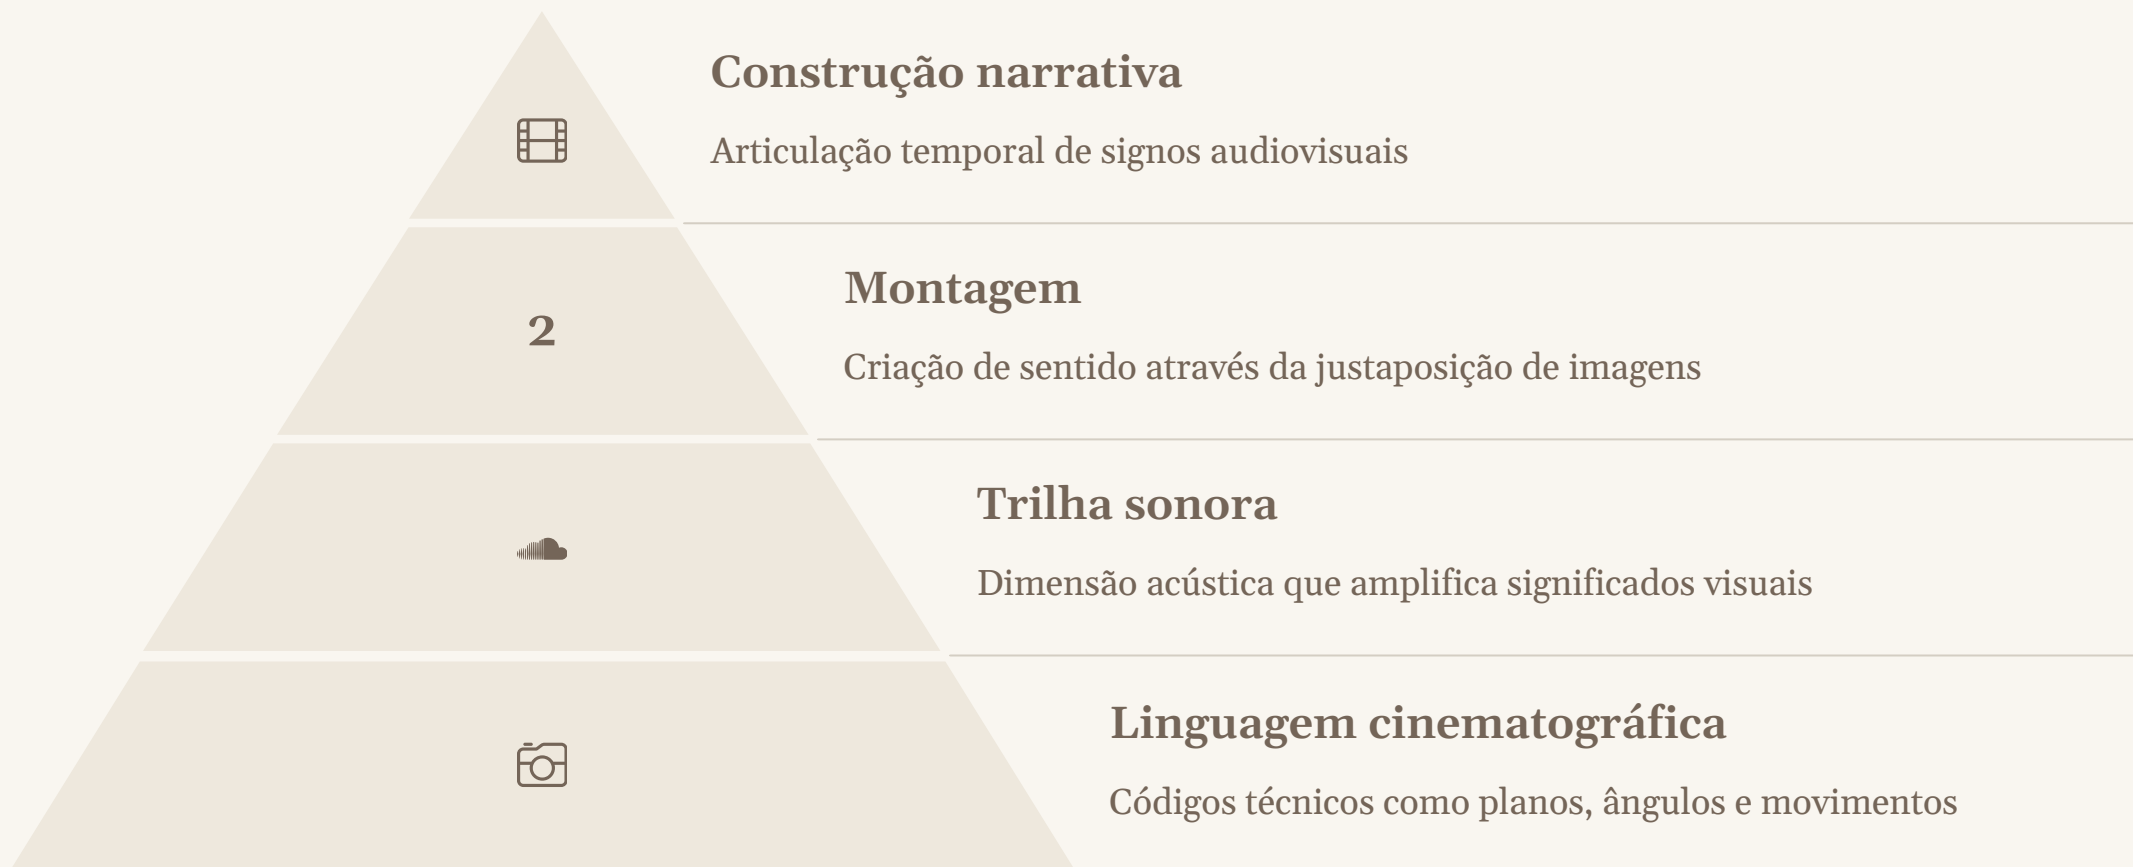 Construção narrativa
Articulação temporal de signos audiovisuais
2
Montagem
Criação de sentido através da justaposição de imagens
Trilha sonora
Dimensão acústica que amplifica significados visuais
Linguagem cinematográfica
Códigos técnicos como planos, ângulos e movimentos